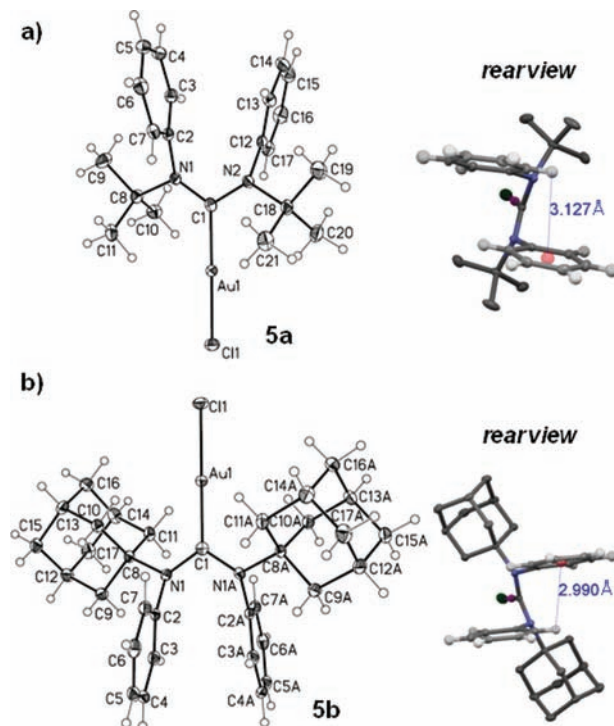 a)
C5
C4
C14
C15
rearview
C6
C3
C13
C16
C7
C2
C12
C17
C9
N1
N2
C19
C8
C1
C10
C18
C20
C11
C21
3.127Å
Au1
5a
Cl1
b)
Cl1
rearview
C16
Au1
C16A
C10
C14
C14A
C13A
C15
C13
C11
C11A
C10A
C17A
C15A
C17
C1
C12
C8
C8A
C12A
C9
N1
N1A
C9A
C7
C7A
C2
C2A
C6
C3
C3A
C6A
C5
C4
C4A
C5A
5b
2.990Å